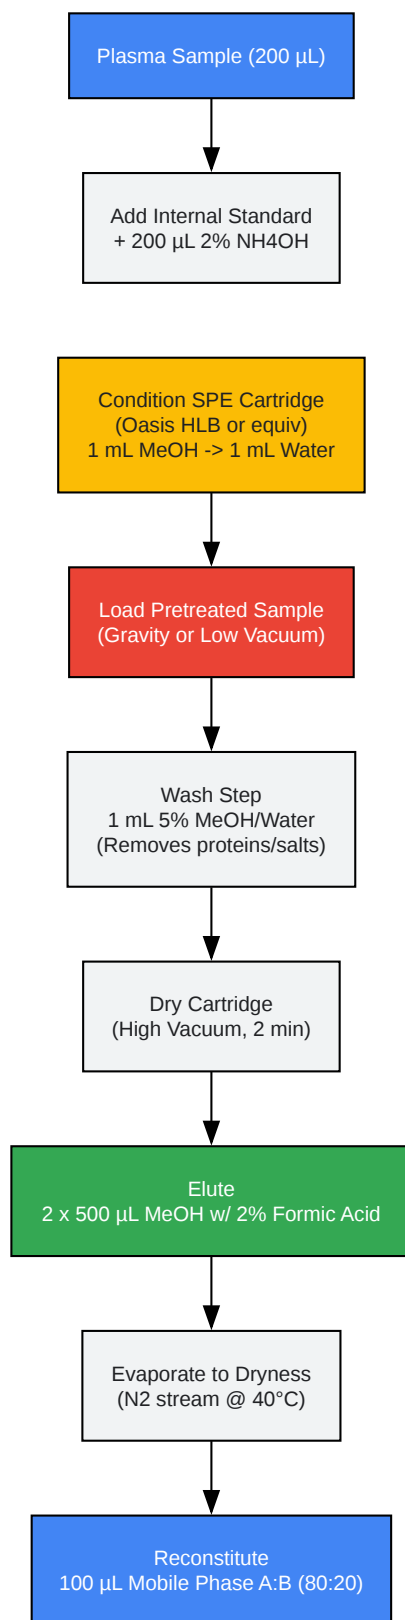 Plasma Sample (200 µL)
Add Internal Standard
+ 200 µL 2% NH4OH
Condition SPE Cartridge
(Oasis HLB or equiv)
1 mL MeOH -> 1 mL Water
Load Pretreated Sample
(Gravity or Low Vacuum)
Wash Step
1 mL 5% MeOH/Water
(Removes proteins/salts)
Dry Cartridge
(High Vacuum, 2 min)
Elute
2 x 500 µL MeOH w/ 2% Formic Acid
Evaporate to Dryness
(N2 stream @ 40°C)
Reconstitute
100 µL Mobile Phase A:B (80:20)